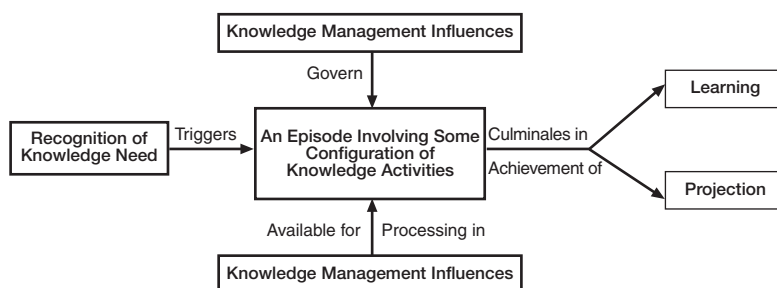 Knowledge Management Influences
Govern
Recognition of
Knowledge Need
Triggers
An Episode Involving Some
Configuration of
Knowledge Activities
Culminales in
Achievement of
Learning
Projection
Available for
Processing in
Knowledge Management Influences